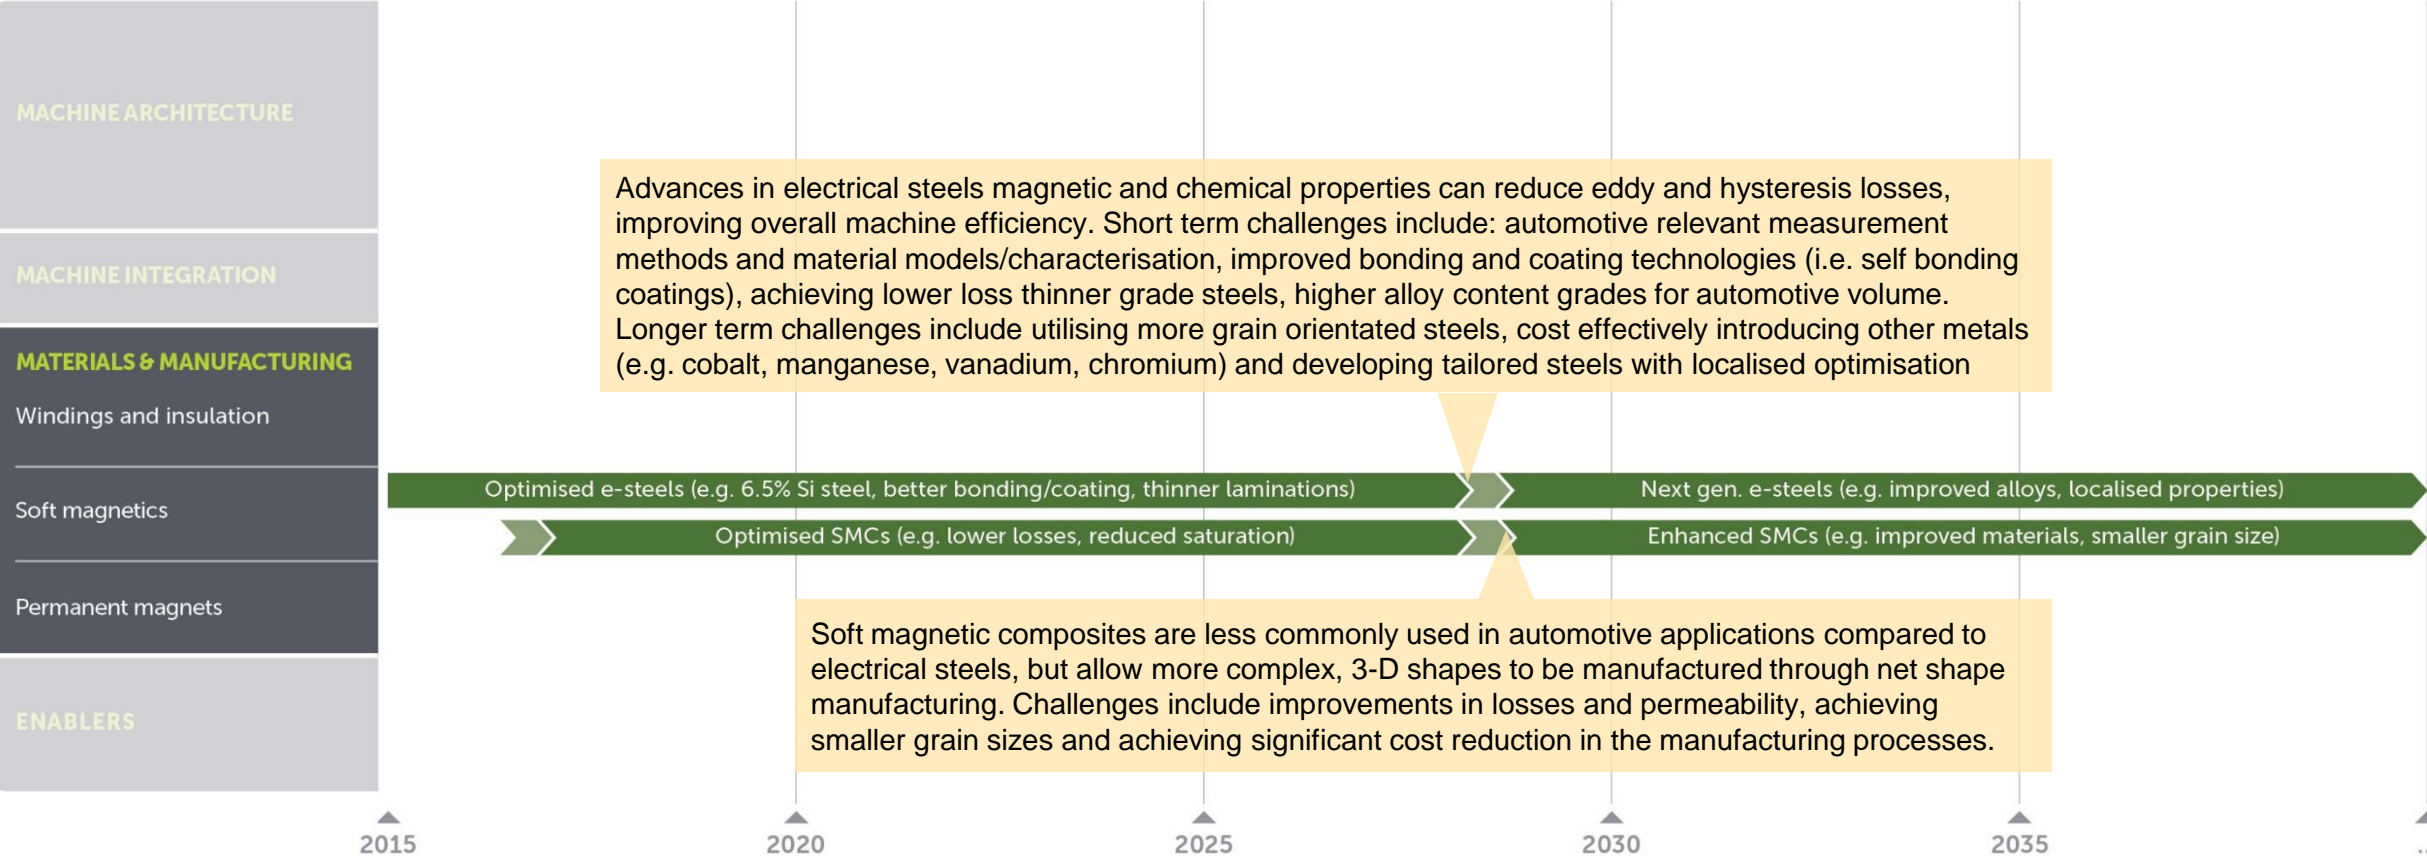 MACHINE ARCHITECTURE
MACHINE INTEGRATION
MATERIALS & MANUFACTURING
Windings and insulation
Soft magnetics
Permanent magnets
ENABLERS
Advances in electrical steels magnetic and chemical properties can reduce eddy and hysteresis losses,
improving overall machine efficiency. Short term challenges include: automotive relevant measurement
methods and material models/characterisation, improved bonding and coating technologies (i.e. self bonding
coatings), achieving lower loss thinner grade steels, higher alloy content grades for automotive volume.
Longer term challenges include utilising more grain orientated steels, cost effectively introducing other metals
(e.g. cobalt, manganese, vanadium, chromium) and developing tailored steels with localised optimisation
Optimised e-steels (e.g. 6.5% Si steel, better bonding/coating, thinner laminations)
Next gen. e-steels (e.g. improved alloys, localised properties)
Optimised SMCs (e.g. lower losses, reduced saturation)
Enhanced SMCs (e.g. improved materials, smaller grain size)
Soft magnetic composites are less commonly used in automotive applications compared to
electrical steels, but allow more complex, 3-D shapes to be manufactured through net shape
manufacturing. Challenges include improvements in losses and permeability, achieving
smaller grain sizes and achieving significant cost reduction in the manufacturing processes.
2015
2020
2025
2030
2035